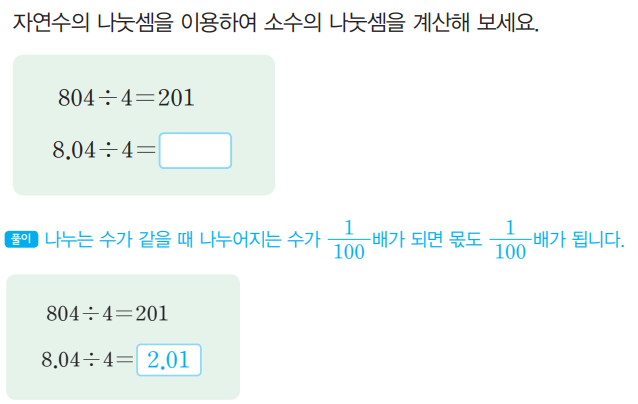 자연수의 나눗셈을 이용하여 소수의 나눗셈을 계산해 보세요.
804÷4=201
8.04÷4=
풀이 나누는 수가 같을 때 나누어지는 수가 1/100배가 되면 몫도 1/100배가 됩니다.
804÷4=201
8.04÷4=2.01